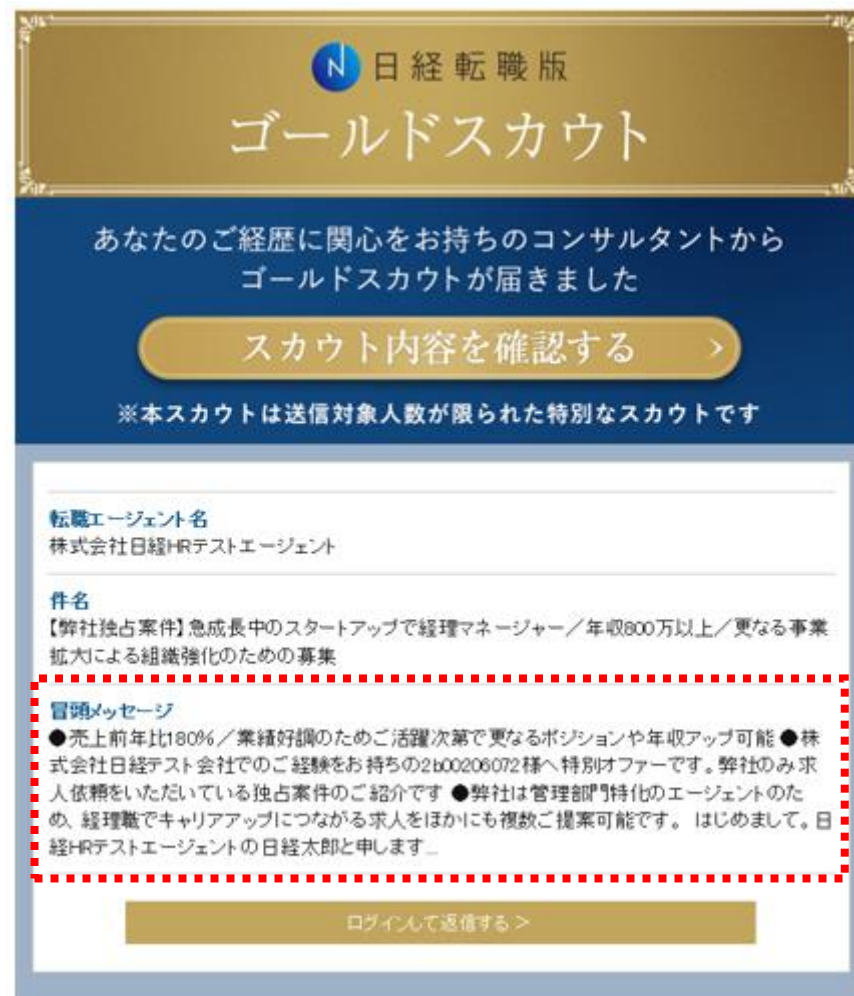 日経転職版
ゴールドスカウト
あなたのご経歴に関心をお持ちのコンサルタントから
ゴールドスカウトが届きました
スカウト内容を確認する >
※本スカウトは送信対象人数が限られた特別なスカウトです
転職エージェント名
株式会社日経HRテストエージェント
件名
【弊社独占案件】急成長中のスタートアップで経理マネージャー／年収800万以上／更なる事業
拡大による組織強化のための募集
冒頭メッセージ
●売上前年比180%／業績好調のためご活躍次第で更なるポジションや年収アップ可能 ●株
式会社日経テスト会社でのご経験をお持ちの2b00206072様へ特別オファーです。弊社のみ求
人依頼をいただいている独占案件のご紹介です ●弊社は管理部門特化のエージェントのた
め、経理職でキャリアアップにつながる求人をほかにも複数ご提案可能です。 はじめまして。日
経HRテストエージェントの日経太郎と申します...
ログインして返信する >